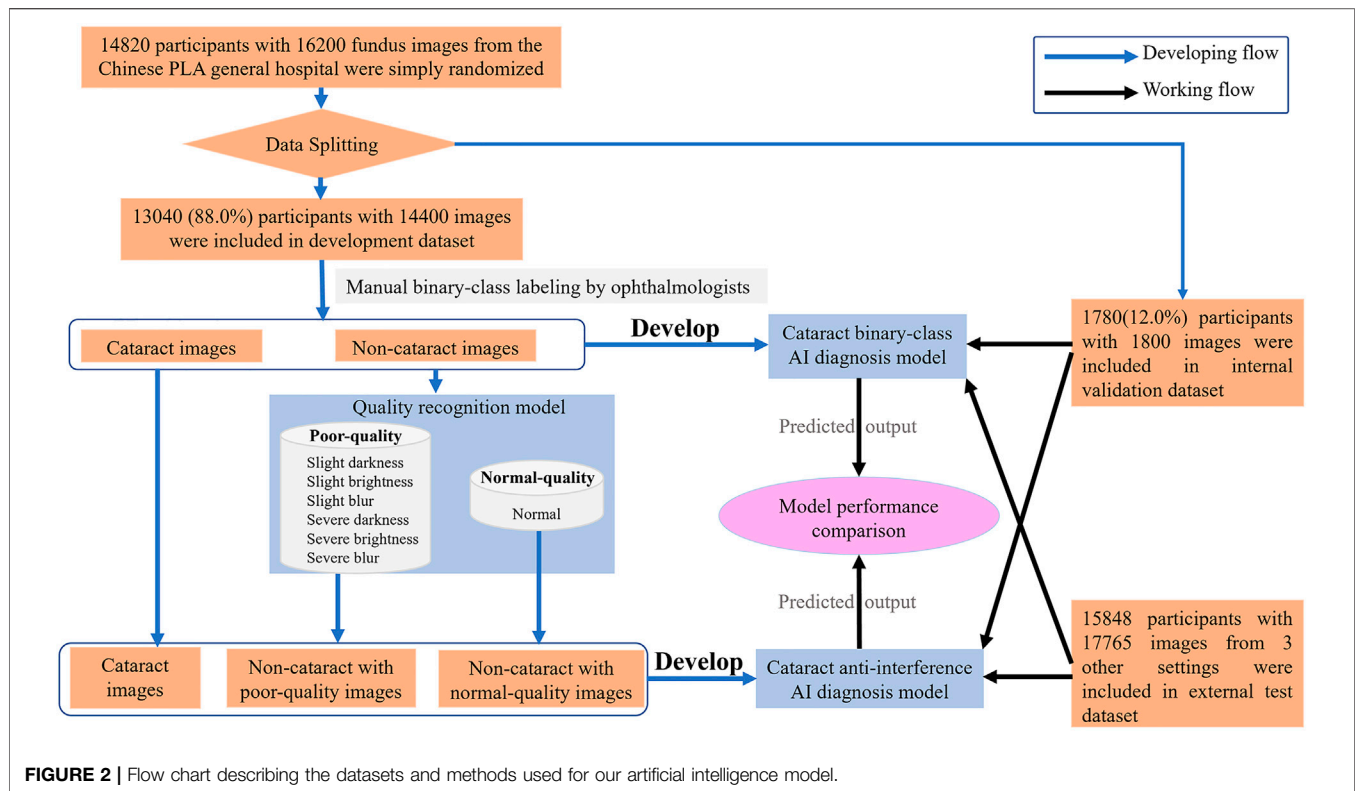 14820 participants with 16200 fundus images from the
Chinese PLA general hospital were simply randomized
Developing flow
Working flow
Data Splitting
13040 (88.0%) participants with 14400 images
were included in development dataset
Manual binary-class labeling by ophthalmologists
Cataract images
Non-cataract images
Develop
Cataract binary-class
AI diagnosis model
1780(12.0%) participants
with 1800 images were
included in internal
validation dataset
Quality recognition model
Poor-quality
Slight darkness
Slight brightness
Slight blur
Severe darkness
Severe brightness
Severe blur
Normal-quality
Normal
Predicted output
Model performance
comparison
Predicted output
Cataract
images
Non-cataract with
poor-quality images
Non-cataract with
normal-quality images
Develop
Cataract anti-interference
AI diagnosis model
15848 participants with
17765 images from 3
other settings were
included in external test
dataset
FIGURE 2 | Flow chart describing the datasets and methods used for our artificial intelligence model.